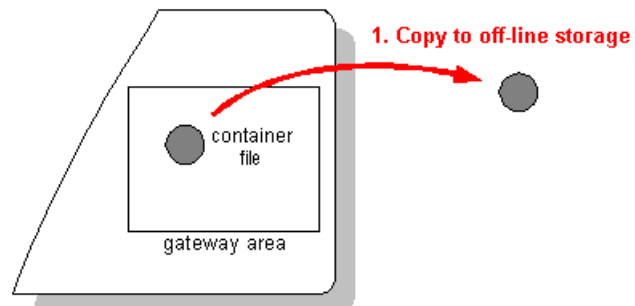 1. Copy to off-line storage
container
file
gateway area